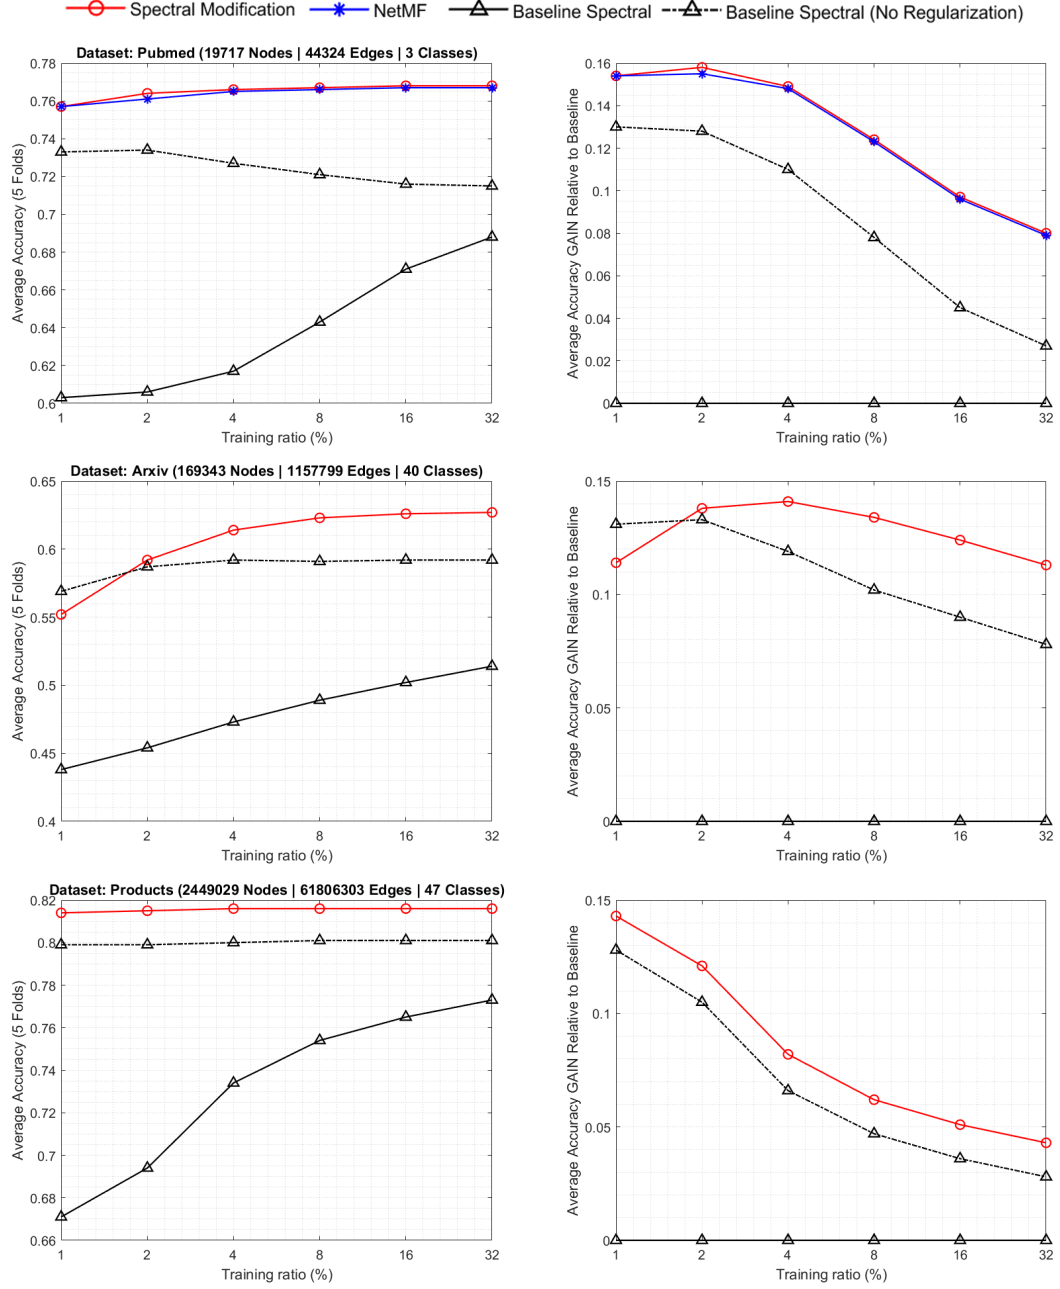 Spectral Modification NetMF Baseline Spectral Baseline Spectral (No Regularization)
Dataset: Pubmed (19717 Nodes | 44324 Edges | 3 Classes)
Average Accuracy (5 Folds)
0.78
0.76
0.74
0.72
0.7
0.68
0.66
0.64
0.62
0.6
1 2 4 8 16 32
Training ratio (%)
Average Accuracy GAIN Relative to Baseline
0.16
0.14
0.12
0.1
0.08
0.06
0.04
0.02
0
1 2 4 8 16 32
Training ratio (%)
Dataset: Arxiv (169343 Nodes | 1157799 Edges | 40 Classes)
Average Accuracy (5 Folds)
0.65
0.6
0.55
0.5
0.45
0.4
1 2 4 8 16 32
Training ratio (%)
Average Accuracy GAIN Relative to Baseline
0.15
0.1
0.05
0
1 2 4 8 16 32
Training ratio (%)
Dataset: Products (2449029 Nodes | 61806303 Edges | 47 Classes)
Average Accuracy (5 Folds)
0.82
0.8
0.78
0.76
0.74
0.72
0.7
0.68
0.66
1 2 4 8 16 32
Training ratio (%)
Average Accuracy GAIN Relative to Baseline
0.15
0.1
0.05
0
1 2 4 8 16 32
Training ratio (%)